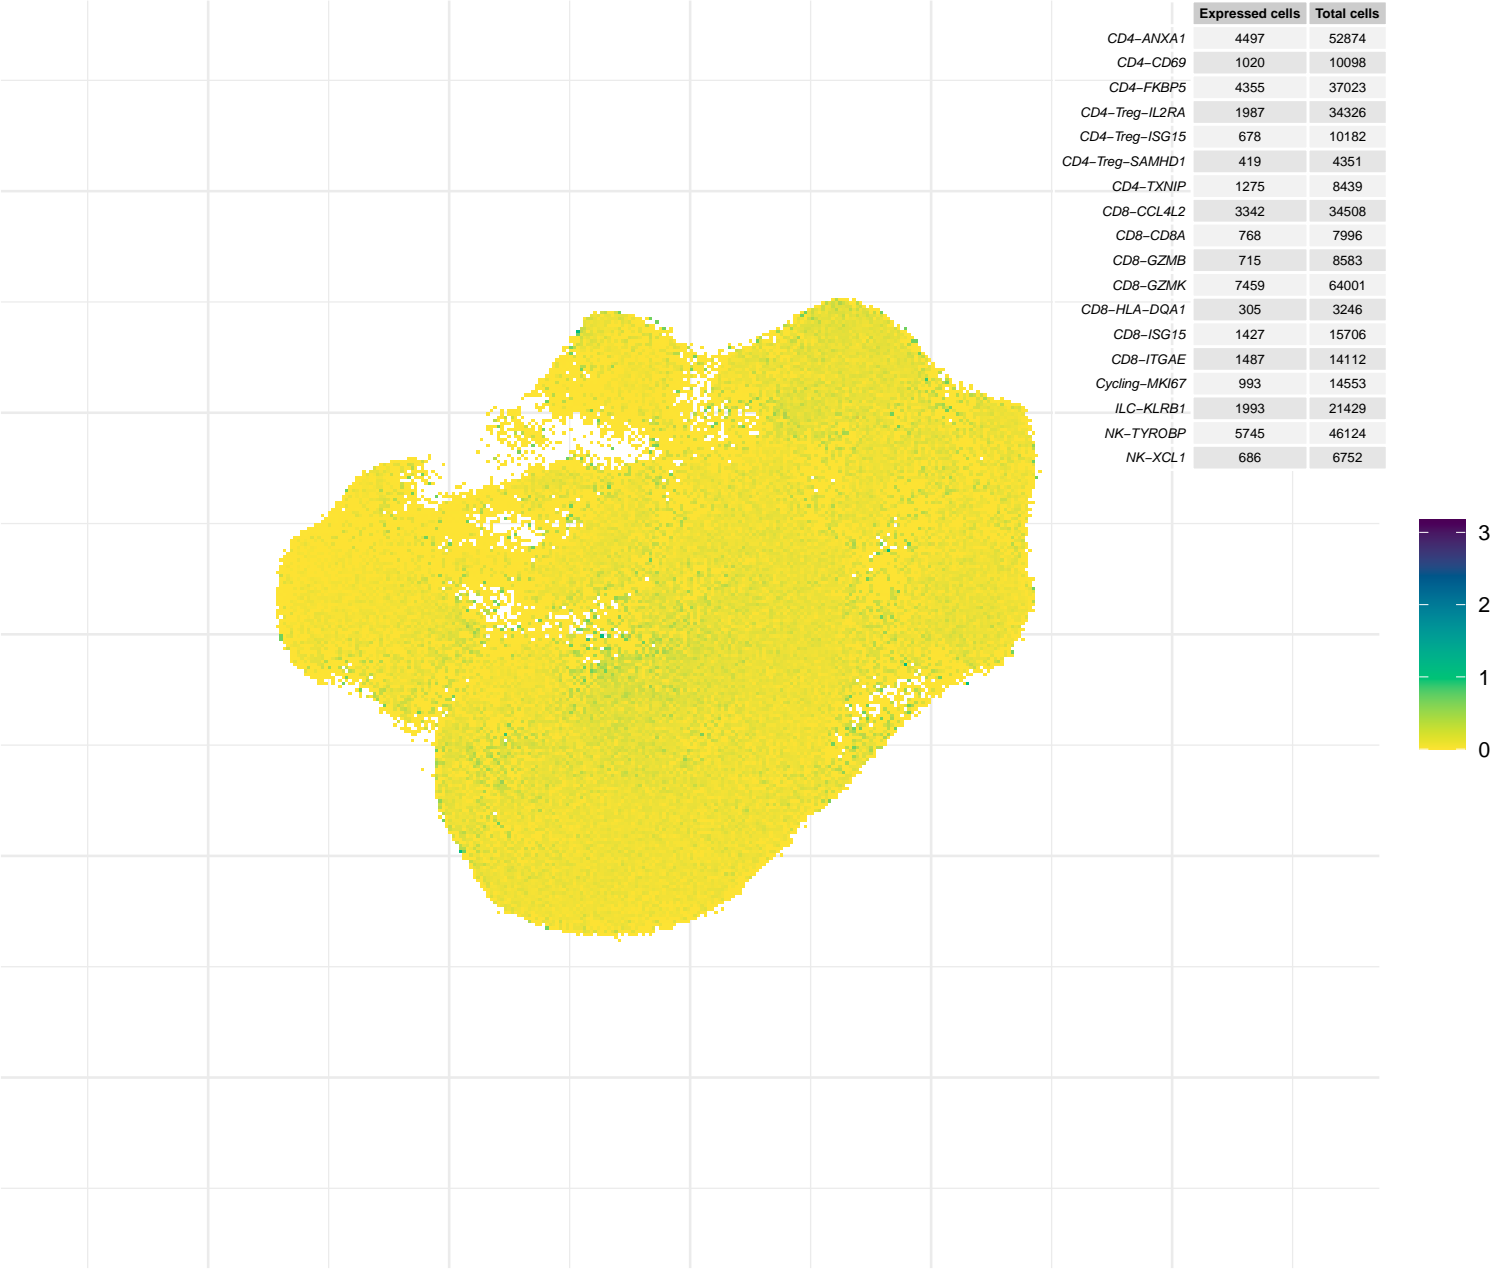 Expressed cells Total cells
CD4−ANXA1 4497 52874
CD4−CD69 1020 10098
CD4−FKBP5 4355 37023
CD4−Treg−IL2RA 1987 34326
CD4−Treg−ISG15 678 10182
CD4−Treg−SAMHD1 419 4351
CD4−TXNIP 1275 8439
CD8−CCL4L2 3342 34508
CD8−CD8A 768 7996
CD8−GZMB 715 8583
CD8−GZMK 7459 64001
CD8−HLA−DQA1 305 3246
CD8−ISG15 1427 15706
CD8−ITGAE 1487 14112
Cycling−MKI67 993 14553
ILC−KLRB1 1993 21429
NK−TYROBP 5745 46124
NK−XCL1 686 6752
3
2
1
0